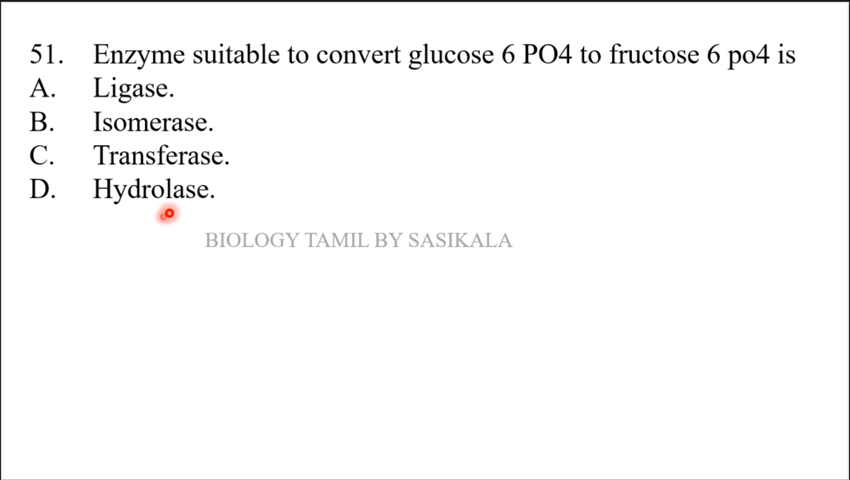 51. Enzyme suitable to convert glucose 6 PO4 to fructose 6 po4 is
A. Ligase.
B. Isomerase.
C. Transferase.
D. Hydrolase.
BIOLOGY TAMIL BY SASIKALA